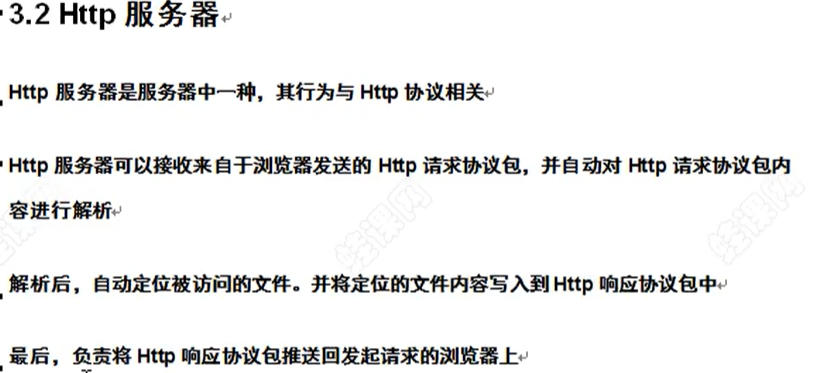 3.2 Http 服务器
Http 服务器是服务器中一种，其行为与 Http 协议相关
Http 服务器可以接收来自于浏览器发送的 Http 请求协议包，并自动对 Http 请求协议包内
容进行解析
蛙课网
蛙课网
解析后，自动定位被访问的文件。并将定位的文件内容写入到 Http 响应协议包中
最后，负责将 Http 响应协议包推送回发起请求的浏览器上